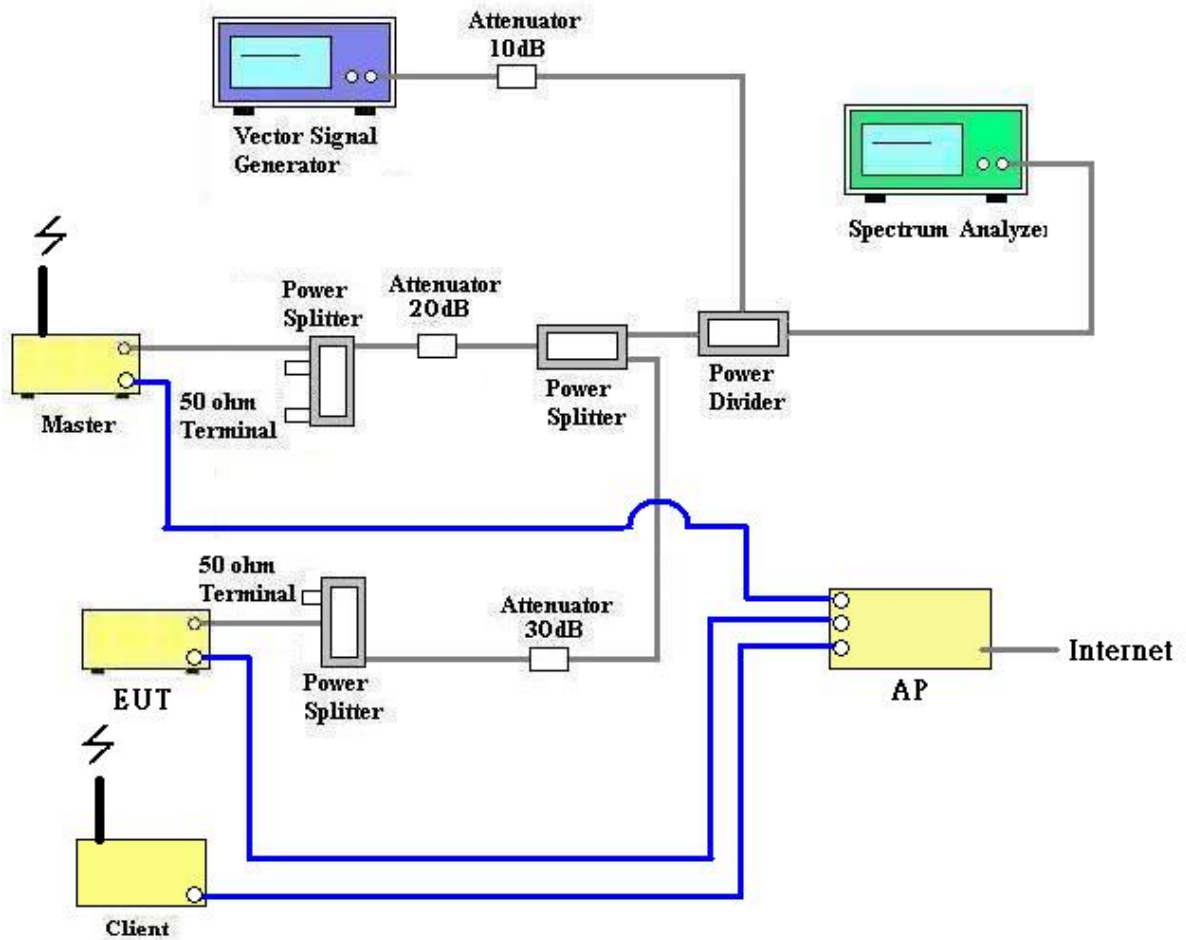 Attenuator
10dB
Vector Signal
Generator
Spectrum Analyzer
Power
Splitter
Attenuator
20dB
50 ohm
Terminal
Master
Power
Splitter
Power
Divider
50 ohm
Terminal
Attenuator
30dB
EUT
Power
Splitter
Internet
AP
Client